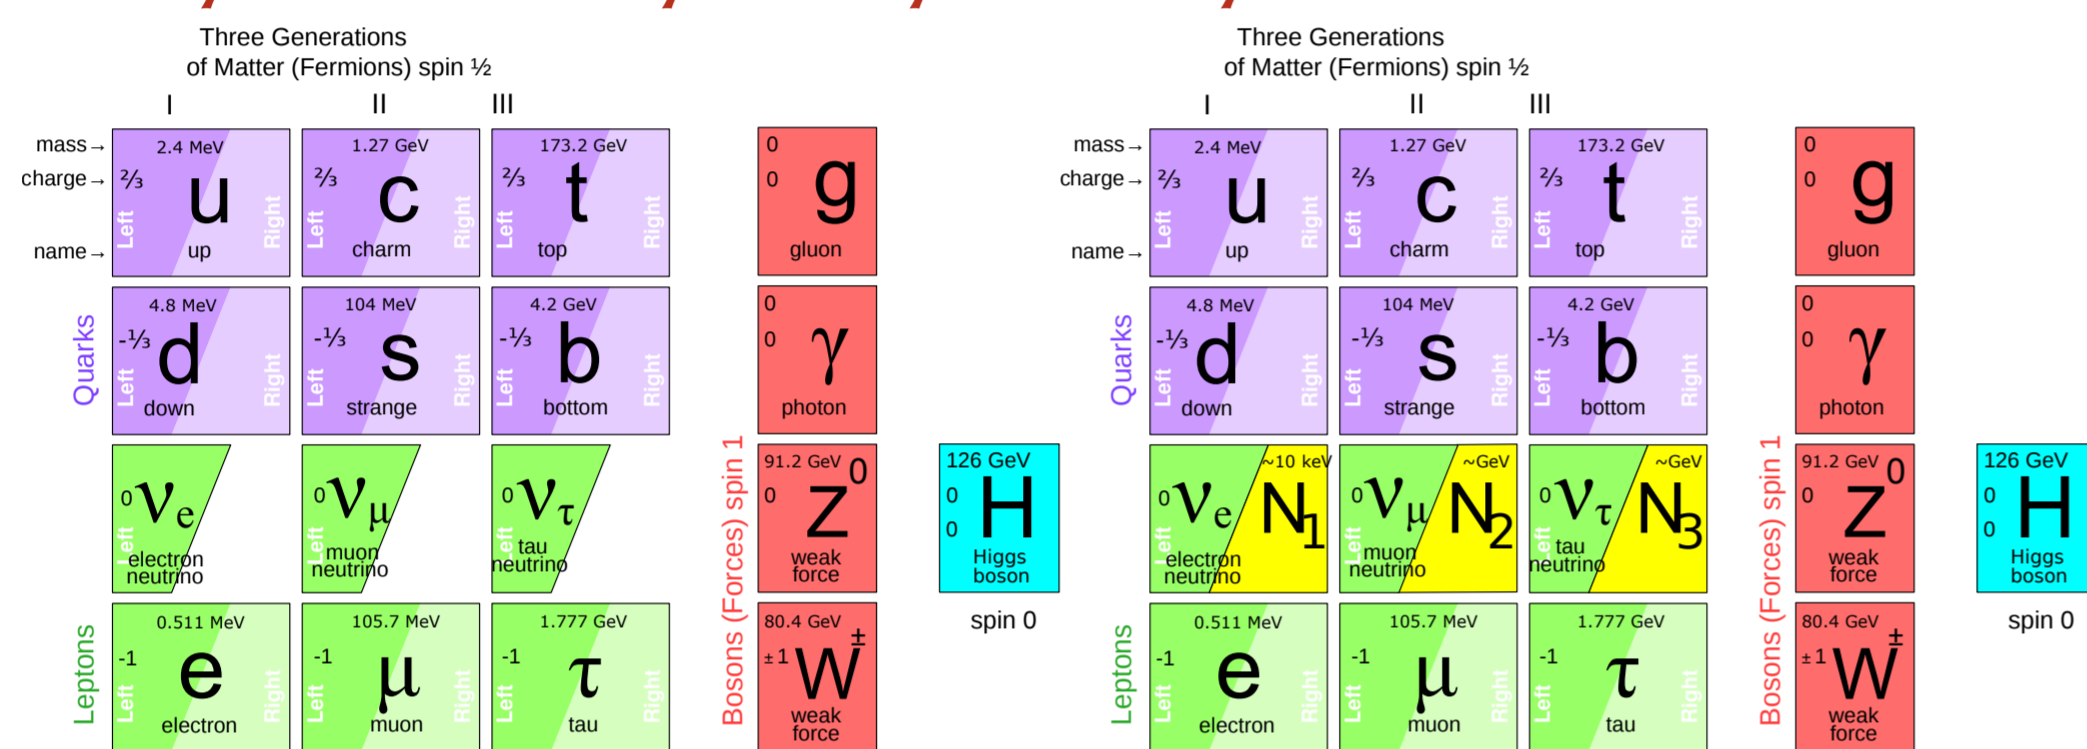 Three Generations
of Matter (Fermions) spin ½
I II III
mass→
charge→
name→
2.4 MeV
⅔
u
Left
Right
up
1.27 GeV
⅔
c
Left
Right
charm
173.2 GeV
⅔
t
Left
Right
top
0
0
g
gluon
Quarks
4.8 MeV
-⅓
d
Left
Right
down
104 MeV
-⅓
s
Left
Right
strange
4.2 GeV
-⅓
b
Left
Right
bottom
0
0
γ
photon
0
νe
Left
electron
neutrino
0
νμ
Left
muon
neutrino
0
ντ
Left
tau
neutrino
Bosons (Forces) spin 1
91.2 GeV
0
Z0
weak
force
126 GeV
0
0
H
Higgs
boson
spin 0
Leptons
0.511 MeV
-1
e
Left
Right
electron
105.7 MeV
-1
μ
Left
Right
muon
1.777 GeV
-1
τ
Left
Right
tau
80.4 GeV
±1
W±
weak
force
Three Generations
of Matter (Fermions) spin ½
I II III
mass→
charge→
name→
2.4 MeV
⅔
u
Left
Right
up
1.27 GeV
⅔
c
Left
Right
charm
173.2 GeV
⅔
t
Left
Right
top
0
0
g
gluon
Quarks
4.8 MeV
-⅓
d
Left
Right
down
104 MeV
-⅓
s
Left
Right
strange
4.2 GeV
-⅓
b
Left
Right
bottom
0
0
γ
photon
0
νe
Left
electron
neutrino
~10 keV
N1
0
νμ
Left
muon
neutrino
~GeV
N2
0
ντ
Left
tau
neutrino
~GeV
N3
Bosons (Forces) spin 1
91.2 GeV
0
Z0
weak
force
126 GeV
0
0
H
Higgs
boson
spin 0
Leptons
0.511 MeV
-1
e
Left
Right
electron
105.7 MeV
-1
μ
Left
Right
muon
1.777 GeV
-1
τ
Left
Right
tau
80.4 GeV
±1
W±
weak
force